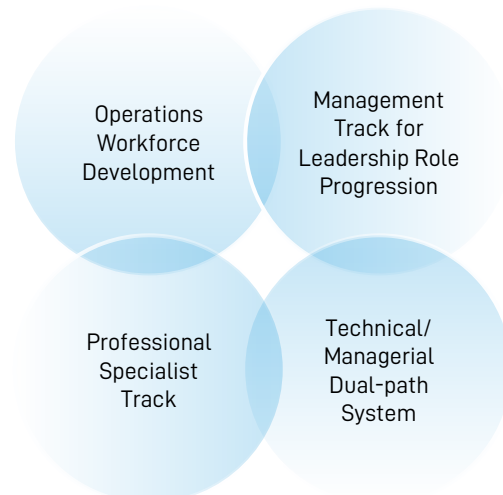 Operations
Workforce
Development
Management
Track for
Leadership Role
Progression
Professional
Specialist
Track
Technical/
Managerial
Dual-path
System